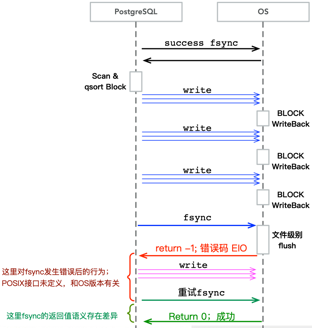 PostgreSQL
OS
success fsync
Scan &
qsort Block
write
BLOCK
WriteBack
write
BLOCK
WriteBack
write
BLOCK
WriteBack
fsync
文件级别
flush
return -1; 错误码 EIO
这里对fsync发生错误后的行为；
POSIX接口未定义，和OS版本有关
write
重试fsync
这里fsync的返回值语义存在差异
Return 0；成功